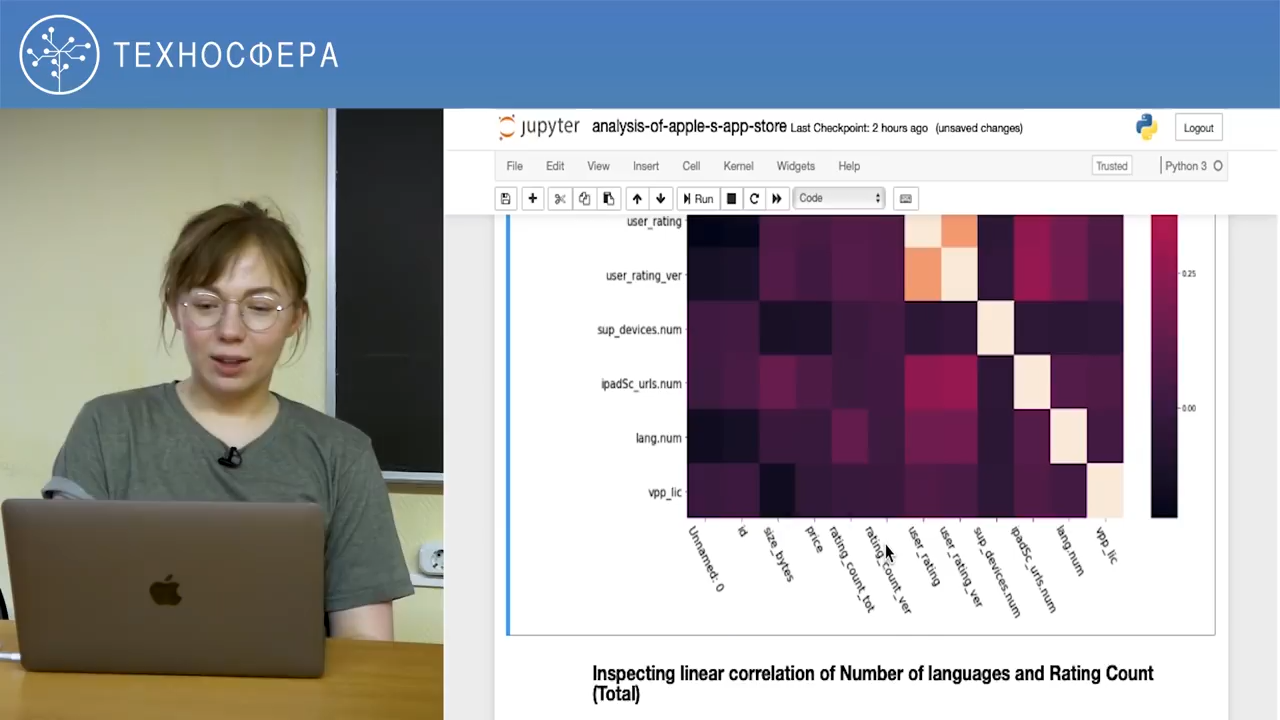 ТЕХНОСФЕРА
jupyter analysis-of-apple-s-app-store Last Checkpoint: 2 hours ago (unsaved changes)
Logout
File Edit View Insert Cell Kernel Widgets Help
Trusted
Python 3
Run
Code
user_rating
user_rating_ver
sup_devices.num
ipadSc_urls.num
lang.num
vpp_lic
0.25
0.00
Unnamed: 0
id
size_bytes
price
rating_count_tot
rating_count_ver
user_rating
user_rating_ver
sup_devices.num
ipadSc_urls.num
lang.num
vpp_lic
Inspecting linear correlation of Number of languages and Rating Count
(Total)